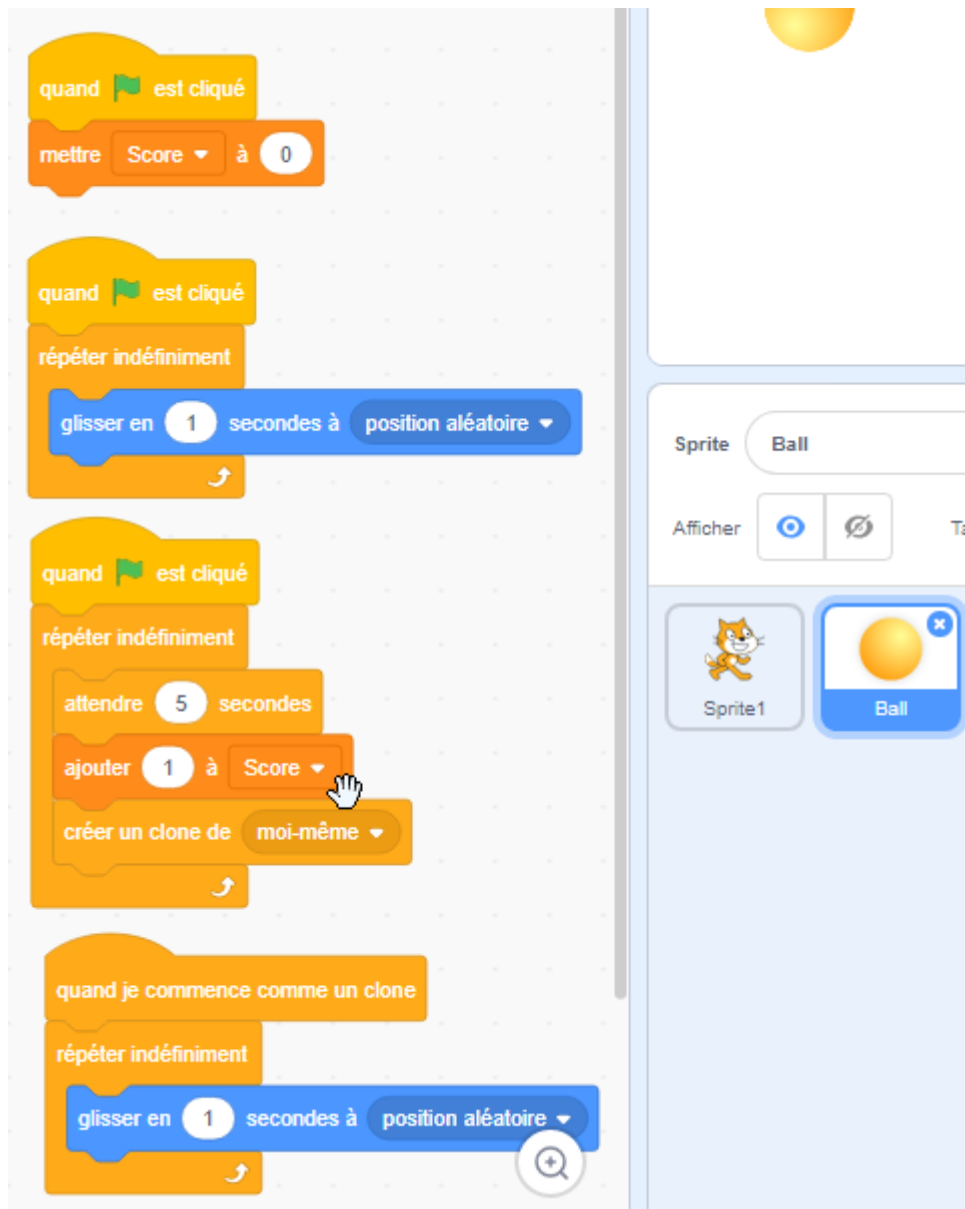 quand est cliqué
mettre Score à 0
quand est cliqué
répéter indéfiniment
glisser en 1 secondes à position aléatoire
quand est cliqué
répéter indéfiniment
attendre 5 secondes
ajouter 1 à Score
créer un clone de moi-même
quand je commence comme un clone
répéter indéfiniment
glisser en 1 secondes à position aléatoire
Sprite Ball
Afficher
Sprite1
Ball